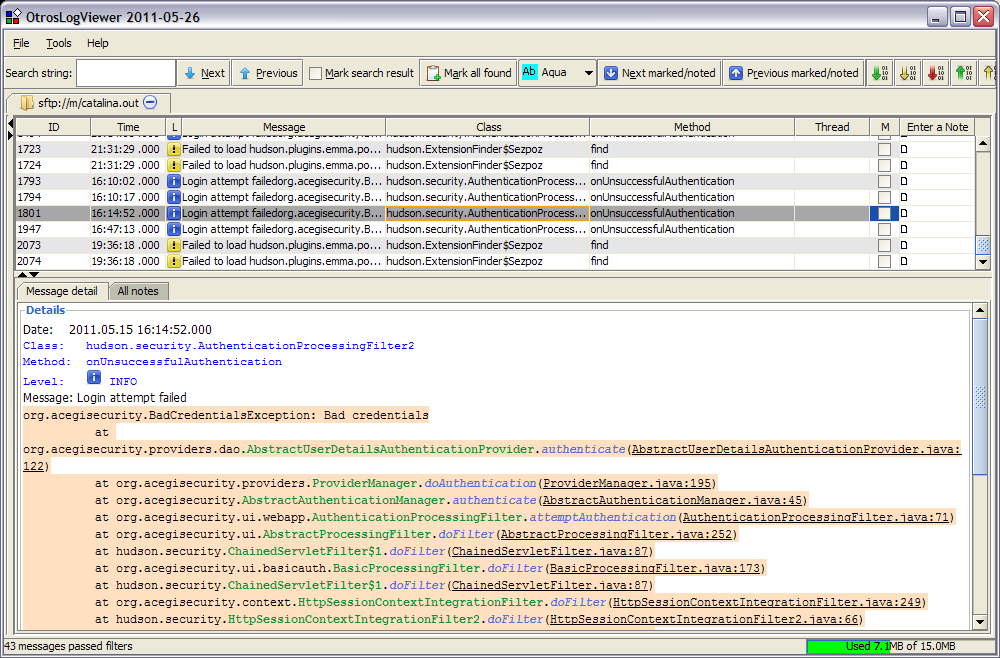 OtrosLogViewer 2011-05-26
File Tools Help
Search string: Next Previous Mark search result Mark all found Ab Aqua Next marked/noted Previous marked/noted
sftp://m/catalina.out
ID Time L Message Class Method Thread M Enter a Note
1723 21:31:29 .000 Failed to load hudson.plugins.emma.po... hudson.ExtensionFinder$Sezpoz find
1724 21:31:29 .000 Failed to load hudson.plugins.emma.po... hudson.ExtensionFinder$Sezpoz find
1793 16:10:02 .000 Login attempt failedorg.acegisecurity.B... hudson.security.AuthenticationProcess... onUnsuccessfulAuthentication
1794 16:10:17 .000 Login attempt failedorg.acegisecurity.B... hudson.security.AuthenticationProcess... onUnsuccessfulAuthentication
1801 16:14:52 .000 Login attempt failedorg.acegisecurity.B... hudson.security.AuthenticationProcess... onUnsuccessfulAuthentication
1947 16:47:13 .000 Login attempt failedorg.acegisecurity.B... hudson.security.AuthenticationProcess... onUnsuccessfulAuthentication
2073 19:36:18 .000 Failed to load hudson.plugins.emma.po... hudson.ExtensionFinder$Sezpoz find
2074 19:36:18 .000 Failed to load hudson.plugins.emma.po... hudson.ExtensionFinder$Sezpoz find
Message detail All notes
Details
Date: 2011.05.15 16:14:52.000
Class: hudson.security.AuthenticationProcessingFilter2
Method: onUnsuccessfulAuthentication
Level: INFO
Message: Login attempt failed
org.acegisecurity.BadCredentialsException: Bad credentials
at
org.acegisecurity.providers.dao.AbstractUserDetailsAuthenticationProvider.authenticate(AbstractUserDetailsAuthenticationProvider.java:
122)
at org.acegisecurity.providers.ProviderManager.doAuthentication(ProviderManager.java:195)
at org.acegisecurity.AbstractAuthenticationManager.authenticate(AbstractAuthenticationManager.java:45)
at org.acegisecurity.ui.webapp.AuthenticationProcessingFilter.attemptAuthentication(AuthenticationProcessingFilter.java:71)
at org.acegisecurity.ui.AbstractProcessingFilter.doFilter(AbstractProcessingFilter.java:252)
at hudson.security.ChainedServletFilter$1.doFilter(ChainedServletFilter.java:87)
at org.acegisecurity.ui.basicauth.BasicProcessingFilter.doFilter(BasicProcessingFilter.java:173)
at hudson.security.ChainedServletFilter$1.doFilter(ChainedServletFilter.java:87)
at org.acegisecurity.context.HttpSessionContextIntegrationFilter.doFilter(HttpSessionContextIntegrationFilter.java:249)
at hudson.security.HttpSessionContextIntegrationFilter2.doFilter(HttpSessionContextIntegrationFilter2.java:66)
43 messages passed filters Used 7.1MB of 15.0MB